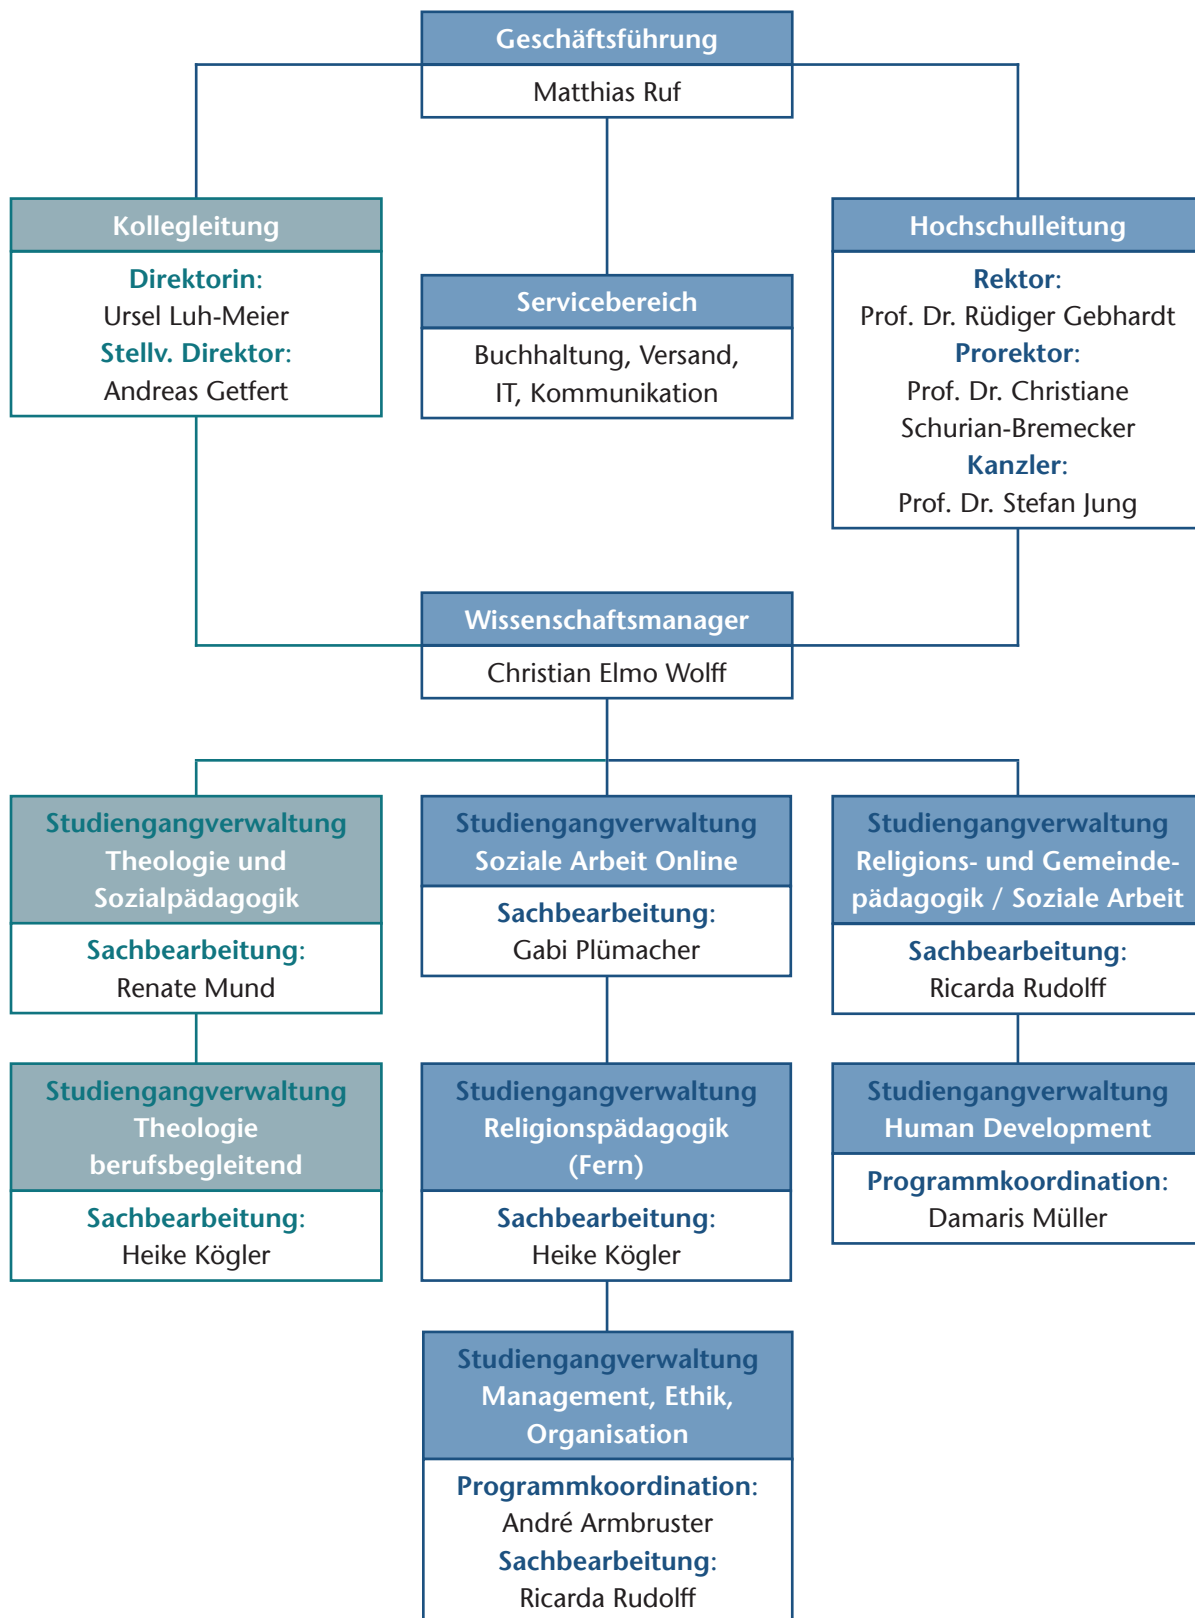 Geschäftsführung
Matthias Ruf
Kollegleitung
Direktorin:
Ursel Luh-Meier
Stellv. Direktor:
Andreas Getfert
Servicebereich
Buchhaltung, Versand,
IT, Kommunikation
Hochschulleitung
Rektor:
Prof. Dr. Rüdiger Gebhardt
Prorektor:
Prof. Dr. Christiane
Schurian-Bremecker
Kanzler:
Prof. Dr. Stefan Jung
Wissenschaftsmanager
Christian Elmo Wolff
Studiengangverwaltung
Theologie und
Sozialpädagogik
Sachbearbeitung:
Renate Mund
Studiengangverwaltung
Soziale Arbeit Online
Sachbearbeitung:
Gabi Plümacher
Studiengangverwaltung
Religions- und Gemeinde-
pädagogik / Soziale Arbeit
Sachbearbeitung:
Ricarda Rudolff
Studiengangverwaltung
Theologie
berufsbegleitend
Sachbearbeitung:
Heike Kögler
Studiengangverwaltung
Religionspädagogik
(Fern)
Sachbearbeitung:
Heike Kögler
Studiengangverwaltung
Human Development
Programmkoordination:
Damaris Müller
Studiengangverwaltung
Management, Ethik,
Organisation
Programmkoordination:
André Armbruster
Sachbearbeitung:
Ricarda Rudolff